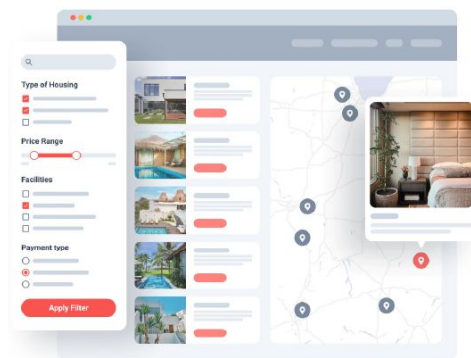 Type of Housing
Price Range
Facilities
Payment type
Apply Filter